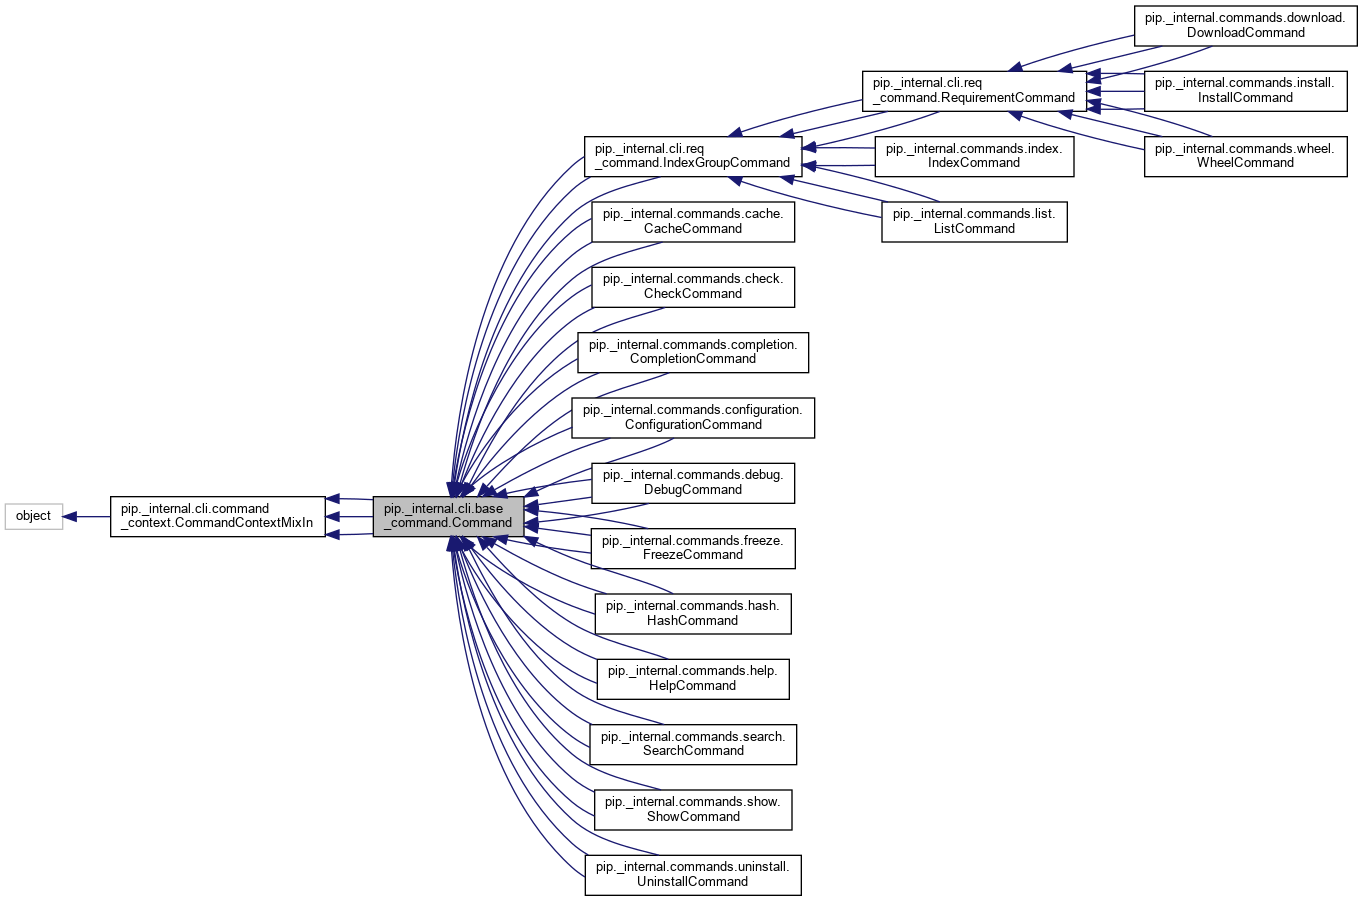 object
pip._internal.cli.command
_context.CommandContextMixIn
pip._internal.cli.base
_command.Command
pip._internal.cli.req
_command.IndexGroupCommand
pip._internal.commands.cache.
CacheCommand
pip._internal.commands.check.
CheckCommand
pip._internal.commands.completion.
CompletionCommand
pip._internal.commands.configuration.
ConfigurationCommand
pip._internal.commands.debug.
DebugCommand
pip._internal.commands.freeze.
FreezeCommand
pip._internal.commands.hash.
HashCommand
pip._internal.commands.help.
HelpCommand
pip._internal.commands.search.
SearchCommand
pip._internal.commands.show.
ShowCommand
pip._internal.commands.uninstall.
UninstallCommand
pip._internal.cli.req
_command.RequirementCommand
pip._internal.commands.index.
IndexCommand
pip._internal.commands.list.
ListCommand
pip._internal.commands.download.
DownloadCommand
pip._internal.commands.install.
InstallCommand
pip._internal.commands.wheel.
WheelCommand